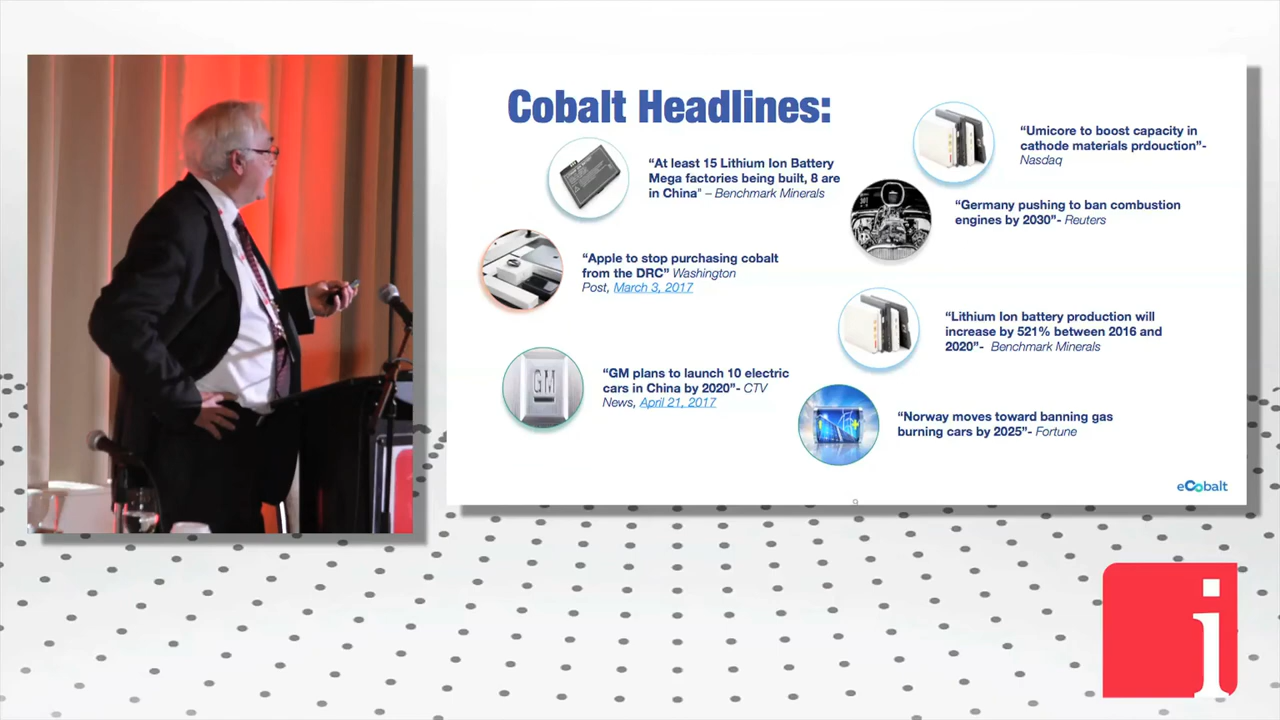 Cobalt Headlines:
“At least 15 Lithium Ion Battery
Mega factories being built, 8 are
in China" – Benchmark Minerals
“Apple to stop purchasing cobalt
from the DRC” Washington
Post, March 3, 2017
“GM plans to launch 10 electric
cars in China by 2020”- CTV
News, April 21, 2017
GM
“Umicore to boost capacity in
cathode materials prdouction”-
Nasdaq
“Germany pushing to ban combustion
engines by 2030”- Reuters
“Lithium Ion battery production will
increase by 521% between 2016 and
2020”- Benchmark Minerals
“Norway moves toward banning gas
burning cars by 2025”- Fortune
eCobalt
i